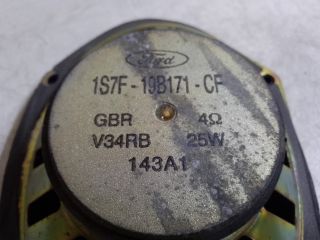 Ford
1S7F-19B171-CF
GBR 4Ω
V34RB 25W
143A1